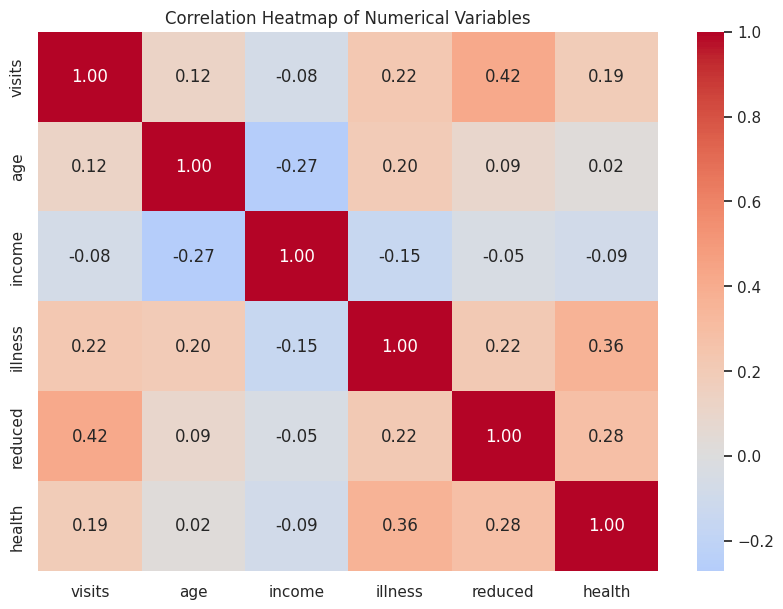 Correlation Heatmap of Numerical Variables
visits 1.00 0.12 -0.08 0.22 0.42 0.19
age 0.12 1.00 -0.27 0.20 0.09 0.02
income -0.08 -0.27 1.00 -0.15 -0.05 -0.09
illness 0.22 0.20 -0.15 1.00 0.22 0.36
reduced 0.42 0.09 -0.05 0.22 1.00 0.28
health 0.19 0.02 -0.09 0.36 0.28 1.00
visits age income illness reduced health
1.0
0.8
0.6
0.4
0.2
0.0
−0.2